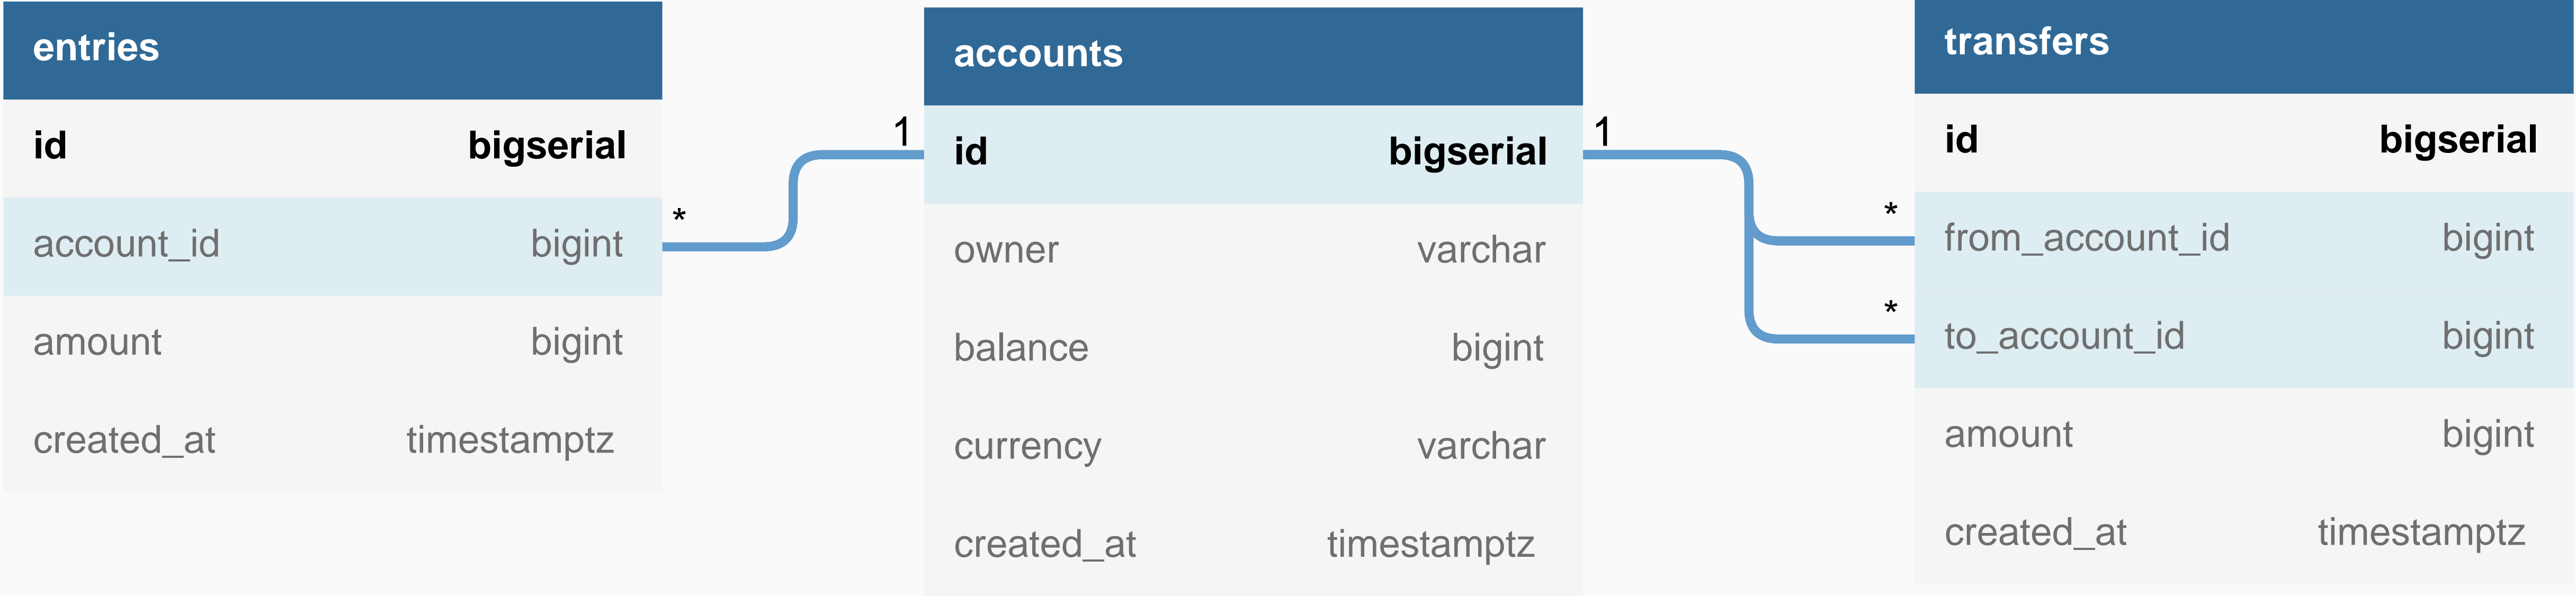 entries
id bigserial
account_id bigint
amount bigint
created_at timestamptz
*
1
accounts
id bigserial
owner varchar
balance bigint
currency varchar
created_at timestamptz
1
*
*
transfers
id bigserial
from_account_id bigint
to_account_id bigint
amount bigint
created_at timestamptz